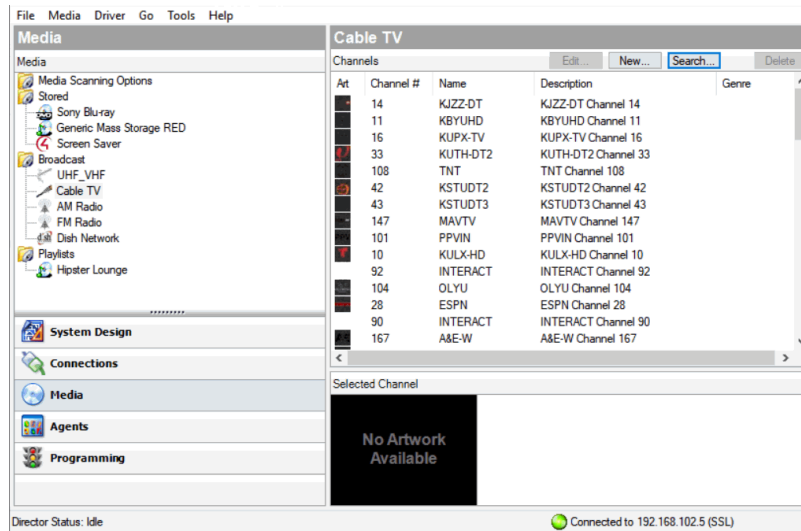 File Media Driver Go Tools Help
Media
Media
Media Scanning Options
Stored
Sony Blu-ray
Generic Mass Storage RED
Screen Saver
Broadcast
UHF_VHF
Cable TV
AM Radio
FM Radio
Dish Network
Playlists
Hipster Lounge
System Design
Connections
Media
Agents
Programming
Cable TV
Channels Edit... New... Search... Delete
Art Channel # Name Description Genre
14 KJZZ-DT KJZZ-DT Channel 14
11 KBYUHD KBYUHD Channel 11
16 KUPX-TV KUPX-TV Channel 16
33 KUTH-DT2 KUTH-DT2 Channel 33
108 TNT TNT Channel 108
42 KSTUDT2 KSTUDT2 Channel 42
43 KSTUDT3 KSTUDT3 Channel 43
147 MAVTV MAVTV Channel 147
101 PPVIN PPVIN Channel 101
10 KULX-HD KULX-HD Channel 10
92 INTERACT INTERACT Channel 92
104 OLYU OLYU Channel 104
28 ESPN ESPN Channel 28
90 INTERACT INTERACT Channel 90
167 A&E-W A&E-W Channel 167
Selected Channel
No Artwork
Available
Director Status: Idle Connected to 192.168.102.5 (SSL)